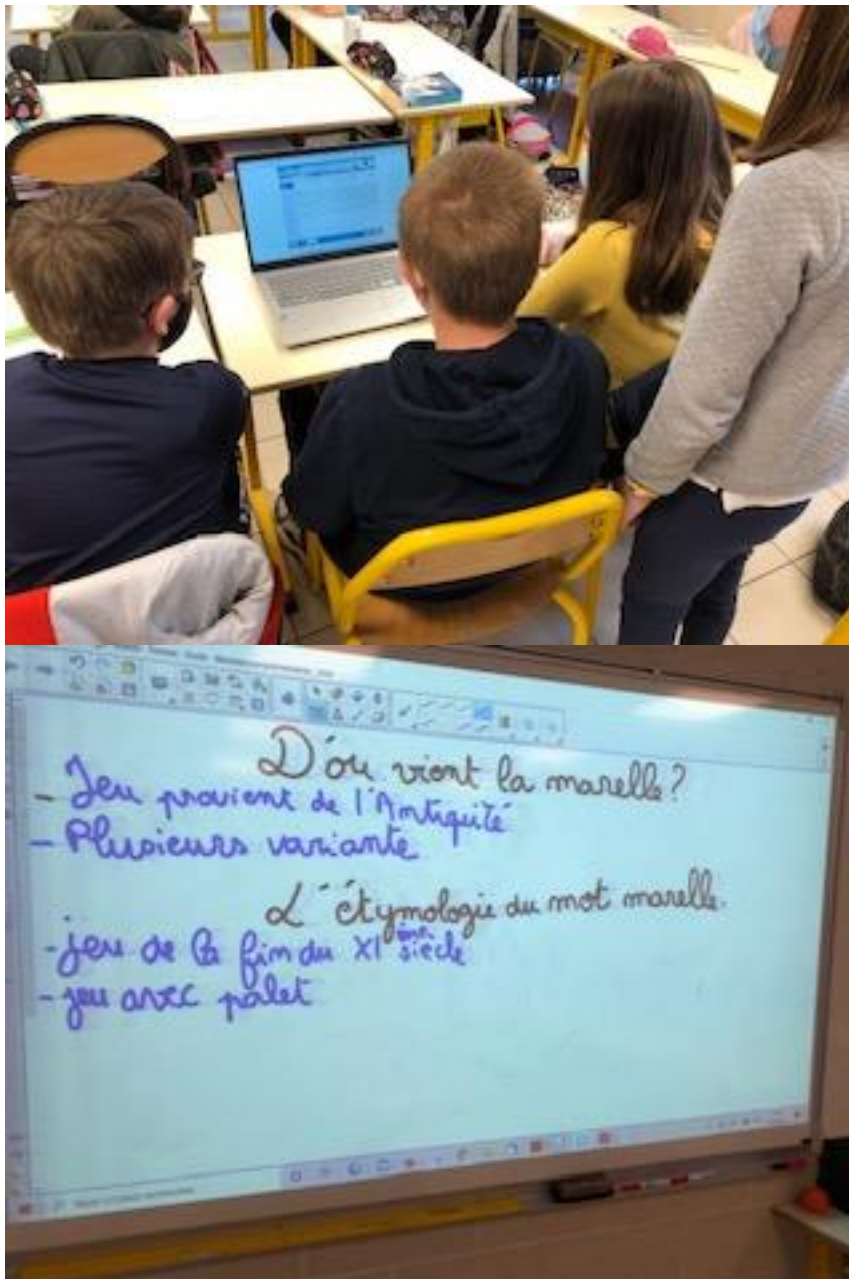 D'où vient la marelle?
- Jeu provient de l'Antiquité
- Plusieurs variante
L'étymologie du mot marelle.
- jeu de la fin du XI ème siècle
- jeu avec palet